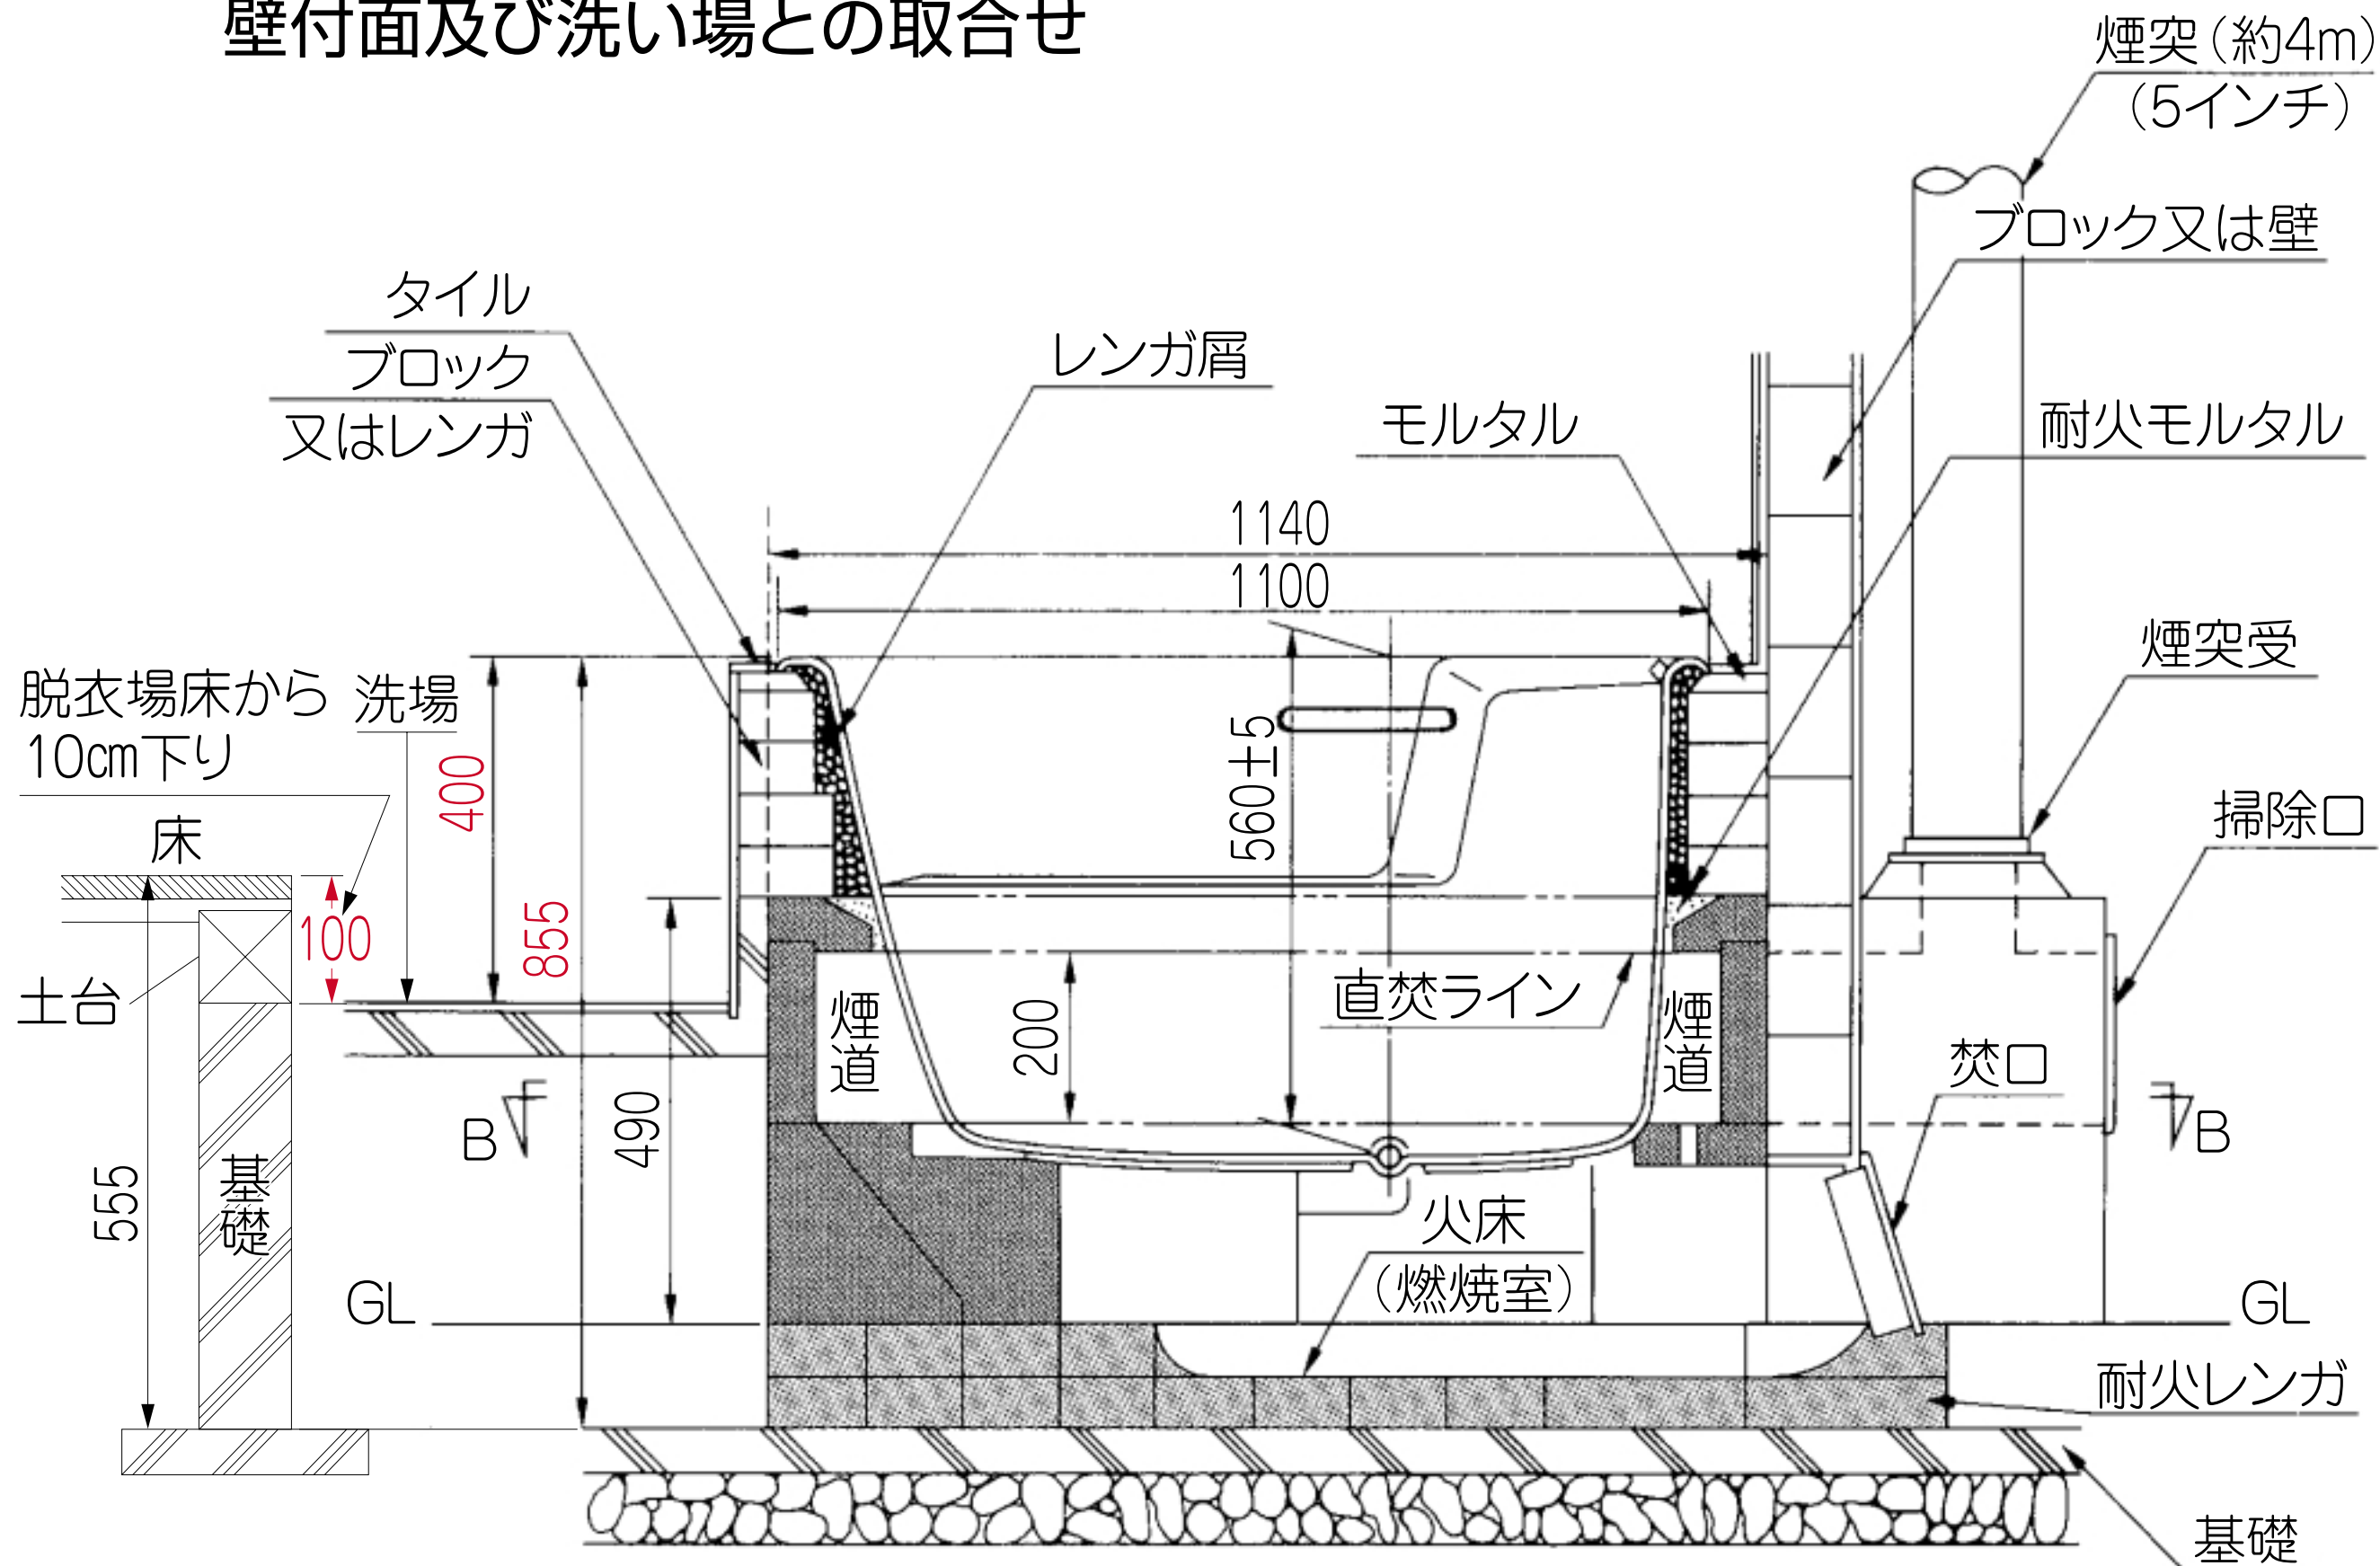 壁付面及び洗い場との取合せ
煙突(約4m)
(5インチ)
ブロック又は壁
タイル
ブロック
又はレンガ
レンガ屑
モルタル
耐火モルタル
1140
1100
煙突受
脱衣場床から
10cm下り
洗場
400
560±5
掃除口
床
855
100
土台
直焚ライン
煙道
煙道
200
焚口
490
B
B
555
基礎
火床
(燃焼室)
GL
GL
耐火レンガ
基礎